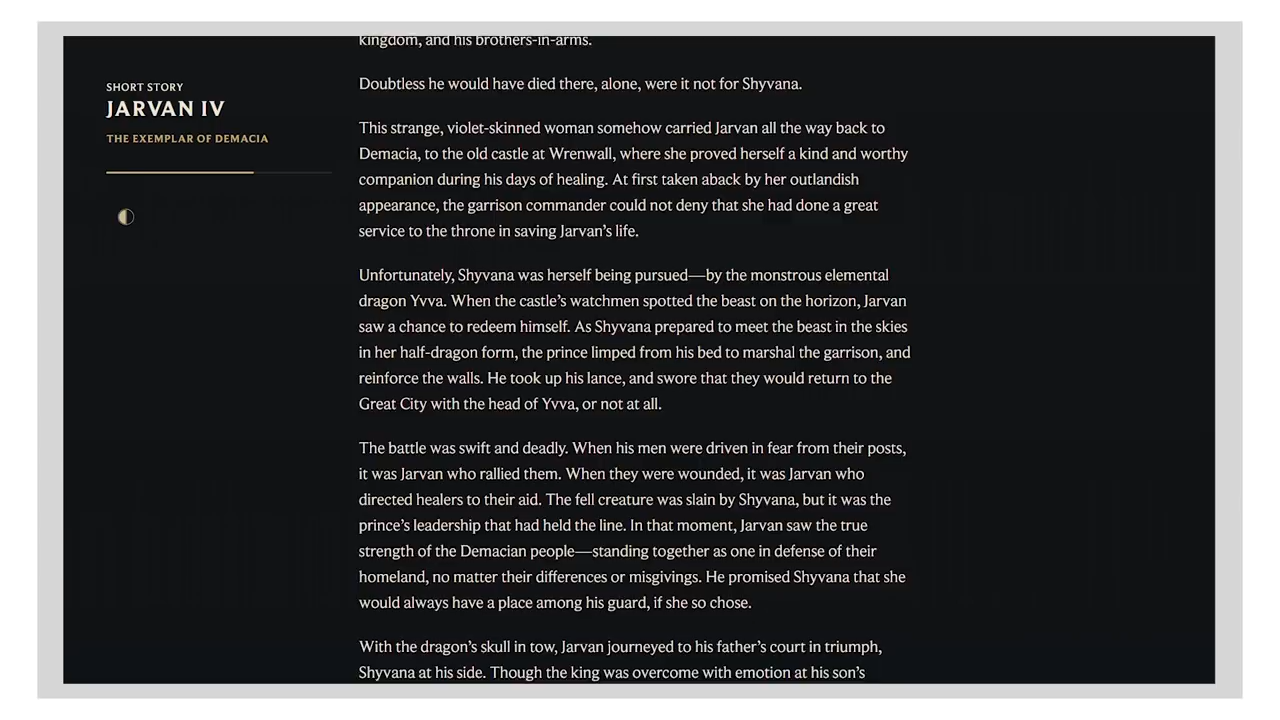 SHORT STORY
JARVAN IV
THE EXEMPLAR OF DEMACIA
kingdom, and his brothers-in-arms.
Doubtless he would have died there, alone, were it not for Shyvana.
This strange, violet-skinned woman somehow carried Jarvan all the way back to
Demacia, to the old castle at Wrenwall, where she proved herself a kind and worthy
companion during his days of healing. At first taken aback by her outlandish
appearance, the garrison commander could not deny that she had done a great
service to the throne in saving Jarvan’s life.
Unfortunately, Shyvana was herself being pursued—by the monstrous elemental
dragon Yvva. When the castle’s watchmen spotted the beast on the horizon, Jarvan
saw a chance to redeem himself. As Shyvana prepared to meet the beast in the skies
in her half-dragon form, the prince limped from his bed to marshal the garrison, and
reinforce the walls. He took up his lance, and swore that they would return to the
Great City with the head of Yvva, or not at all.
The battle was swift and deadly. When his men were driven in fear from their posts,
it was Jarvan who rallied them. When they were wounded, it was Jarvan who
directed healers to their aid. The fell creature was slain by Shyvana, but it was the
prince’s leadership that had held the line. In that moment, Jarvan saw the true
strength of the Demacian people—standing together as one in defense of their
homeland, no matter their differences or misgivings. He promised Shyvana that she
would always have a place among his guard, if she so chose.
With the dragon’s skull in tow, Jarvan journeyed to his father’s court in triumph,
Shyvana at his side. Though the king was overcome with emotion at his son’s